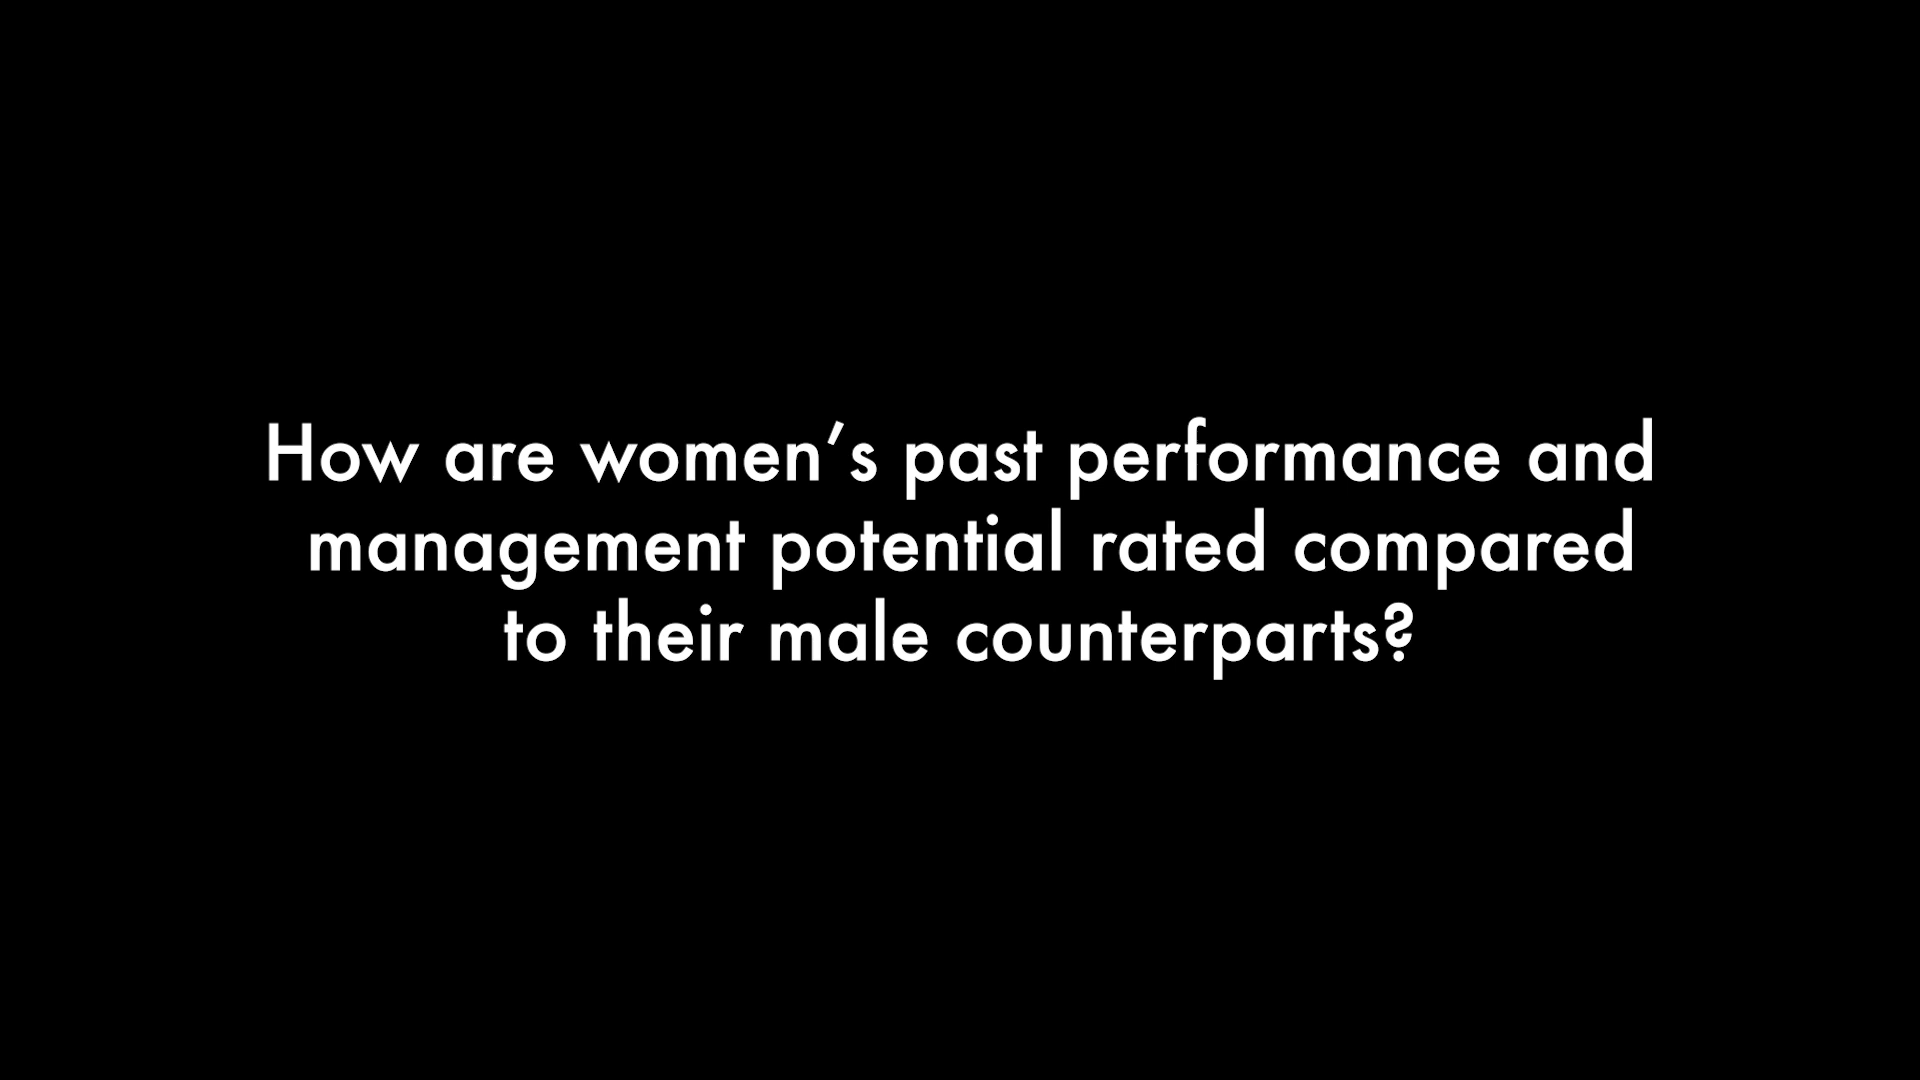 How are women’s past performance and
management potential rated compared
to their male counterparts?